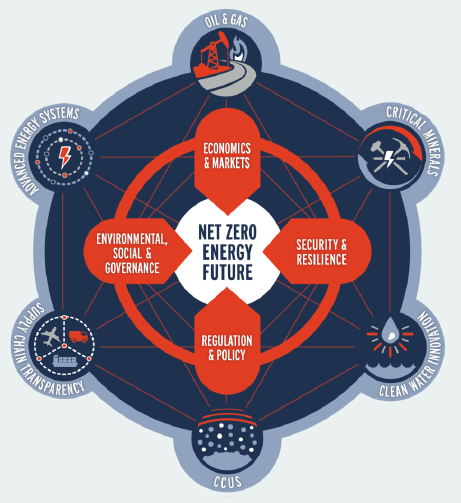 OIL & GAS
ADVANCED ENERGY SYSTEMS
CRITICAL MINERALS
ECONOMICS
& MARKETS
ENVIRONMENTAL,
SOCIAL &
GOVERNANCE
NET ZERO
ENERGY
FUTURE
SECURITY &
RESILIENCE
REGULATION
& POLICY
SUPPLY CHAIN TRANSPARENCY
CLEAN WATER INNOVATION
CCUS